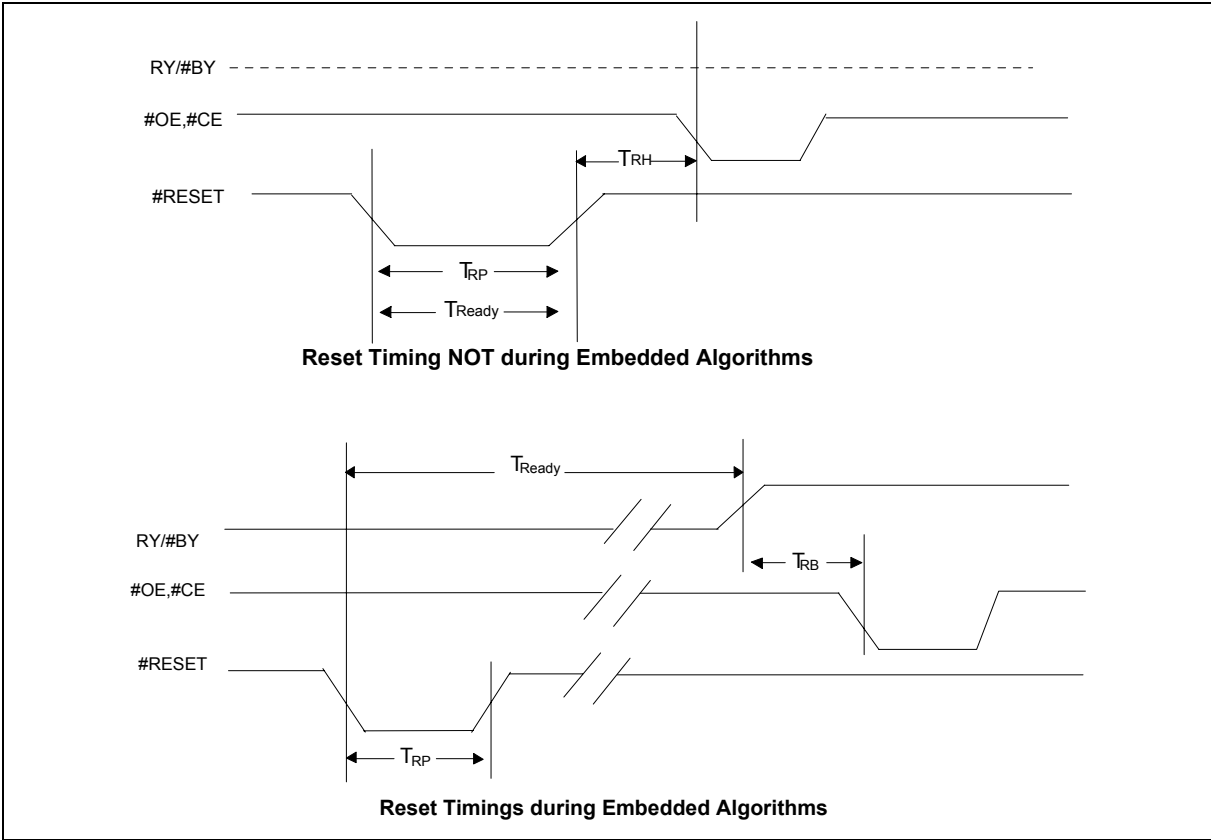 RY/#BY
#OE,#CE
TRH
#RESET
TRP
TReady
Reset Timing NOT during Embedded Algorithms
TReady
RY/#BY
TRB
#OE,#CE
#RESET
TRP
Reset Timings during Embedded Algorithms